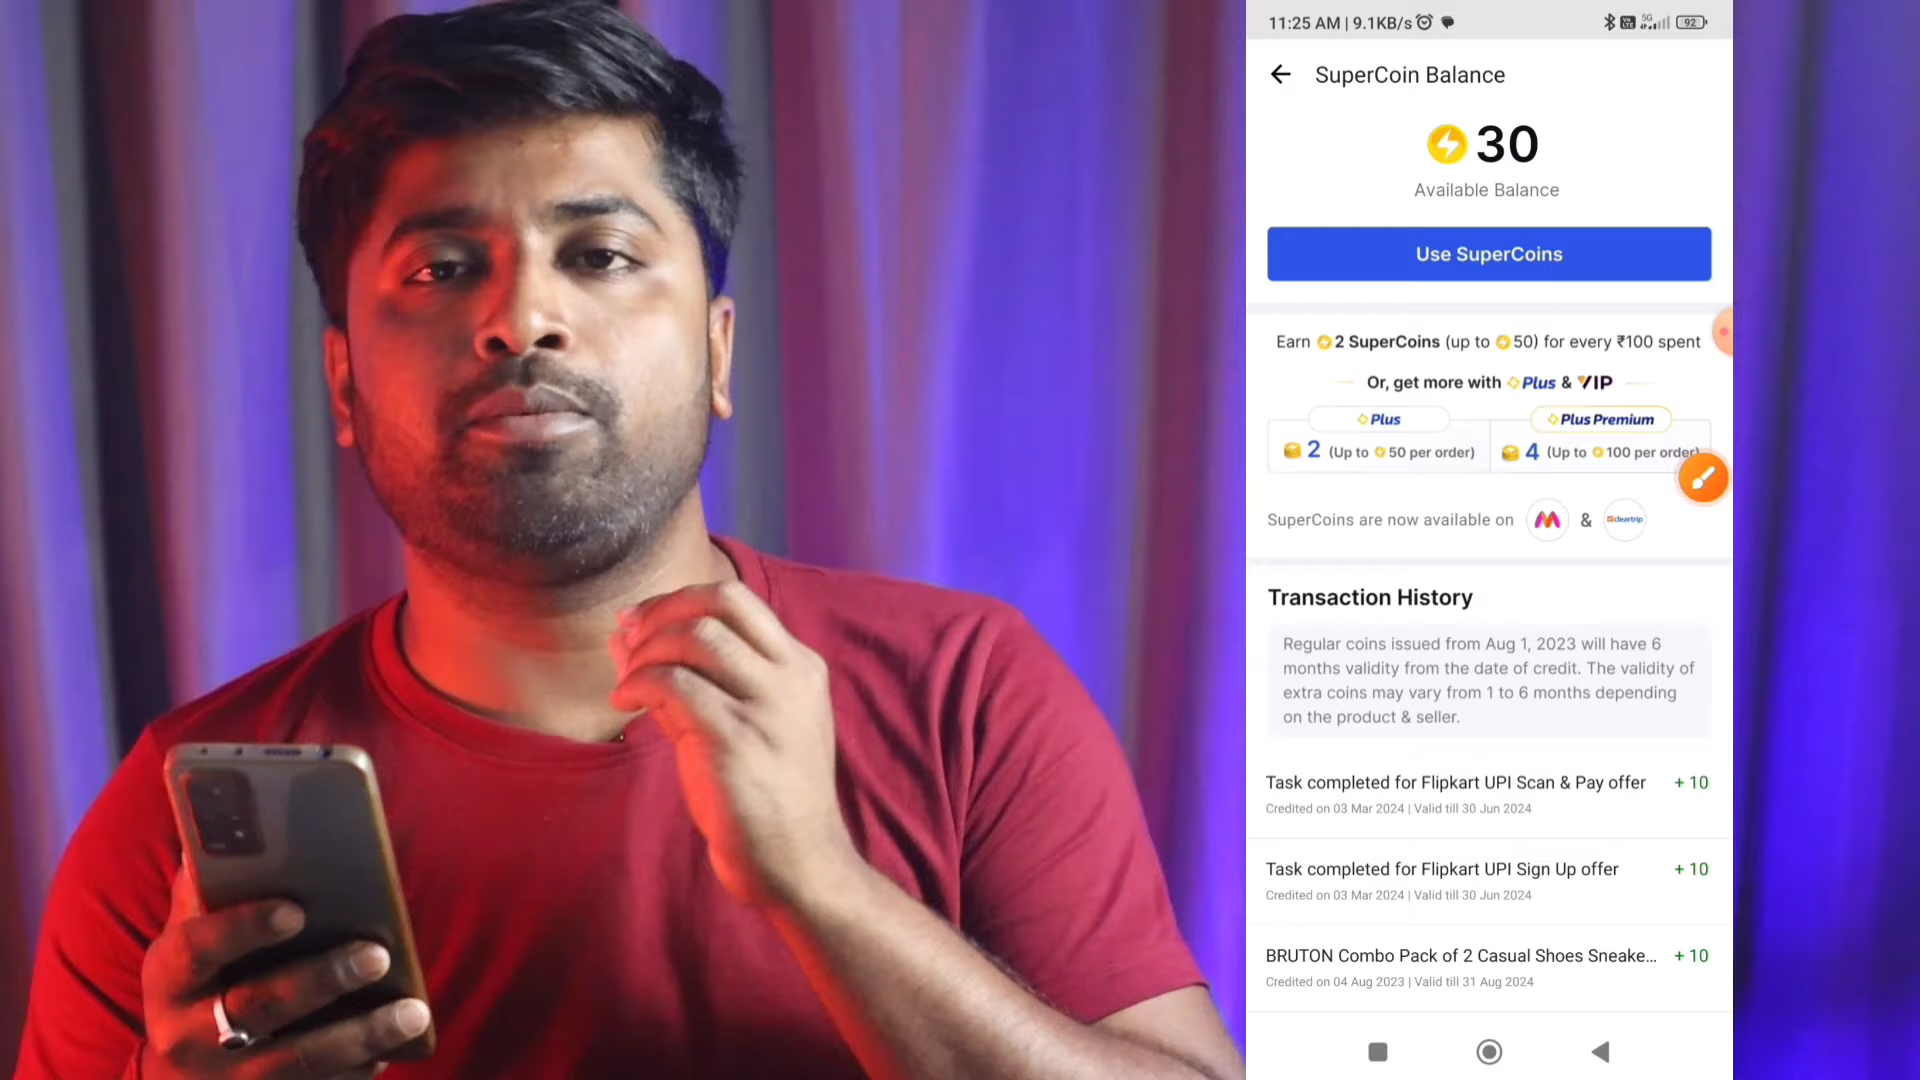 11:25 AM | 9.1KB/s
5G
92
SuperCoin Balance
30
Available Balance
Use SuperCoins
Earn 2 SuperCoins (up to 50) for every ₹100 spent
Or, get more with Plus & VIP
Plus
Plus Premium
2 (Up to 50 per order)
4 (Up to 100 per order)
SuperCoins are now available on & cleartrip
Transaction History
Regular coins issued from Aug 1, 2023 will have 6
months validity from the date of credit. The validity of
extra coins may vary from 1 to 6 months depending
on the product & seller.
Task completed for Flipkart UPI Scan & Pay offer + 10
Credited on 03 Mar 2024 | Valid till 30 Jun 2024
Task completed for Flipkart UPI Sign Up offer + 10
Credited on 03 Mar 2024 | Valid till 30 Jun 2024
BRUTON Combo Pack of 2 Casual Shoes Sneake... + 10
Credited on 04 Aug 2023 | Valid till 31 Aug 2024